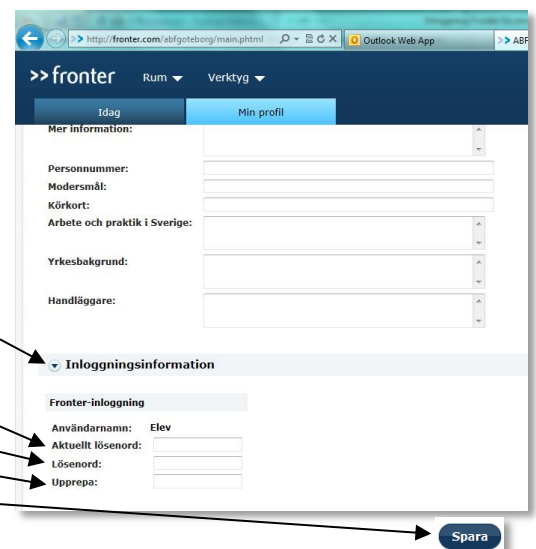 >> http://fronter.com/abfgoteborg/main.phtml
Outlook Web App
>> ABF
>> fronter Rum Verktyg
Idag Min profil
Mer information:
Personnummer:
Modersmål:
Körkort:
Arbete och praktik i Sverige:
Yrkesbakgrund:
Handläggare:
Inloggningsinformation
Fronter-inloggning
Användarnamn: Elev
Aktuellt lösenord:
Lösenord:
Upprepa:
Spara